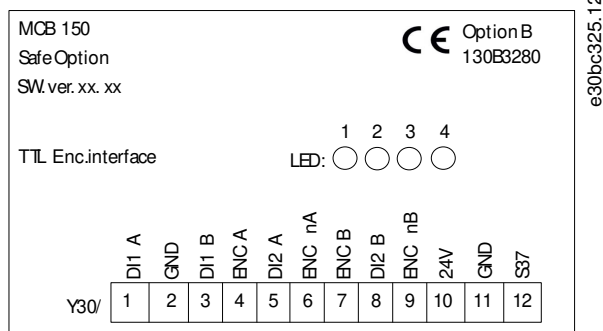 MCB 150
Safe Option
SW. ver. xx. xx
CE Option B
130B3280
1 2 3 4
TTL Enc.interface LED:
DI1 A GND DI1 B ENC A DI2 A ENC nA ENC B DI2 B ENC nB 24V GND S37
Y30/ 1 2 3 4 5 6 7 8 9 10 11 12